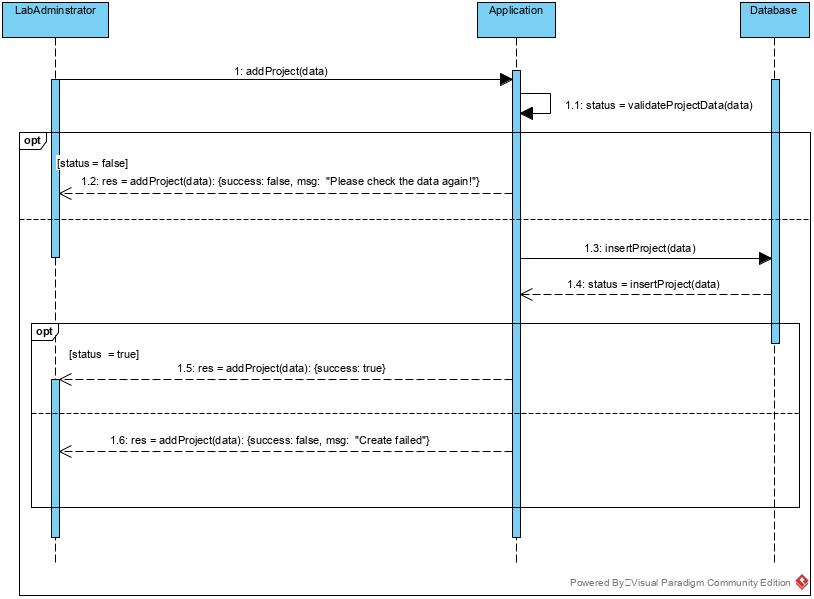 LabAdminstrator
Application
Database
1: addProject(data)
1.1: status = validateProjectData(data)
opt
[status = false]
1.2: res = addProject(data): {success: false, msg:  "Please check the data again!"}
1.3: insertProject(data)
1.4: status = insertProject(data)
opt
[status  = true]
1.5: res = addProject(data): {success: true}
1.6: res = addProject(data): {success: false, msg:  "Create failed"}
Powered By Visual Paradigm Community Edition